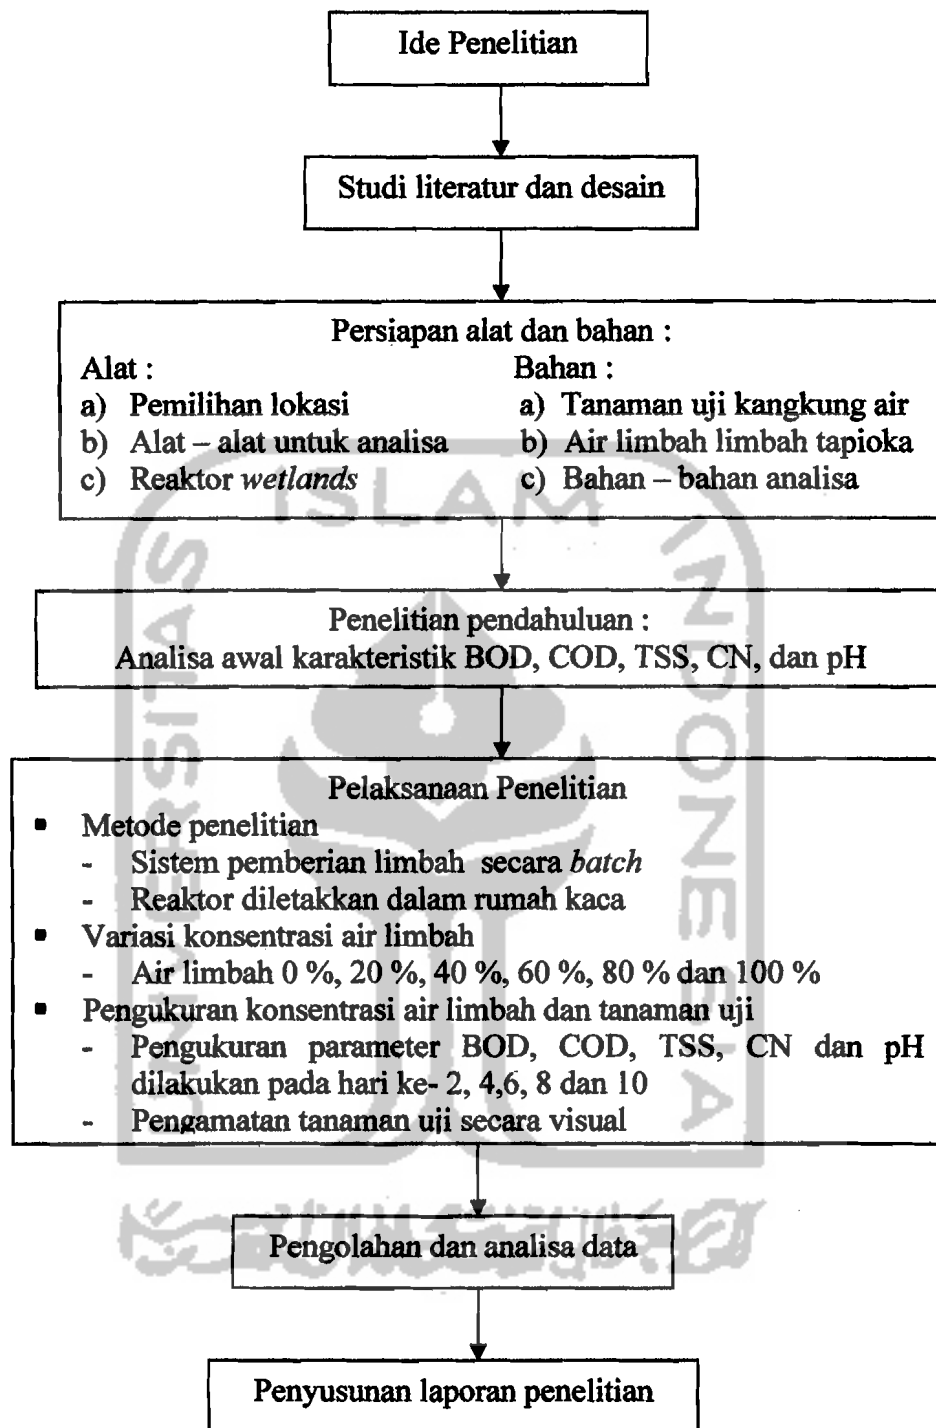 Ide Penelitian
Studi literatur dan desain
Persiapan alat dan bahan :
Alat :
a) Pemilihan lokasi
b) Alat – alat untuk analisa
c) Reaktor wetlands
Bahan :
a) Tanaman uji kangkung air
b) Air limbah limbah tapioka
c) Bahan – bahan analisa
Penelitian pendahuluan :
Analisa awal karakteristik BOD, COD, TSS, CN, dan pH
Pelaksanaan Penelitian
▪ Metode penelitian
- Sistem pemberian limbah secara batch
- Reaktor diletakkan dalam rumah kaca
▪ Variasi konsentrasi air limbah
- Air limbah 0 %, 20 %, 40 %, 60 %, 80 % dan 100 %
▪ Pengukuran konsentrasi air limbah dan tanaman uji
- Pengukuran parameter BOD, COD, TSS, CN dan pH
dilakukan pada hari ke- 2, 4,6, 8 dan 10
- Pengamatan tanaman uji secara visual
Pengolahan dan analisa data
Penyusunan laporan penelitian
UNIVERSITAS
ISLAM
INDONESIA